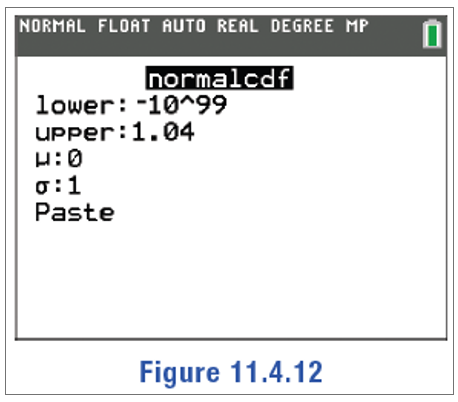 NORMAL FLOAT AUTO REAL DEGREE MP
normalcdf
lower:⁻10^99
upper:1.04
μ:0
σ:1
Paste
Figure 11.4.12